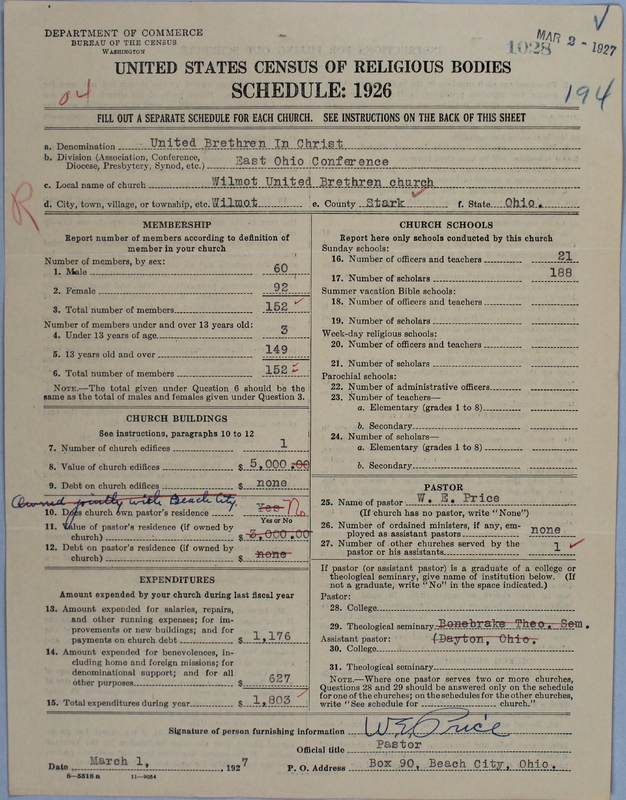 DEPARTMENT OF COMMERCE
BUREAU OF THE CENSUS
WASHINGTON
1028
MAR 2 - 1927
UNITED STATES CENSUS OF RELIGIOUS BODIES
SCHEDULE: 1926
04
194
FILL OUT A SEPARATE SCHEDULE FOR EACH CHURCH. SEE INSTRUCTIONS ON THE BACK OF THIS SHEET
a. Denomination United Brethren In Christ
b. Division (Association, Conference, Diocese, Presbytery, Synod, etc.) East Ohio Conference
c. Local name of church Wilmot United Brethren church
R
d. City, town, village, or township, etc. Wilmot e. County Stark f. State Ohio.
MEMBERSHIP
Report number of members according to definition of
member in your church
Number of members, by sex:
1. Male 60
2. Female 92
3. Total number of members 152
Number of members under and over 13 years old:
4. Under 13 years of age 3
5. 13 years old and over 149
6. Total number of members 152
NOTE.—The total given under Question 6 should be the
same as the total of males and females given under Question 3.
CHURCH BUILDINGS
See instructions, paragraphs 10 to 12
7. Number of church edifices 1
8. Value of church edifices $ 5,000.00
9. Debt on church edifices $ none
Owned jointly with Beach City.
10. Does church own pastor's residence Yes No
Yes or No
11. Value of pastor's residence (if owned by
church) $ 3,000.00
12. Debt on pastor's residence (if owned by
church) $ none
EXPENDITURES
Amount expended by your church during last fiscal year
13. Amount expended for salaries, repairs,
and other running expenses; for im-
provements or new buildings; and for
payments on church debt $ 1,176
14. Amount expended for benevolences, in-
cluding home and foreign missions; for
denominational support; and for all
other purposes $ 627
15. Total expenditures during year $ 1,803
CHURCH SCHOOLS
Report here only schools conducted by this church
Sunday schools:
16. Number of officers and teachers 21
17. Number of scholars 188
Summer vacation Bible schools:
18. Number of officers and teachers
19. Number of scholars
Week-day religious schools:
20. Number of officers and teachers
21. Number of scholars
Parochial schools:
22. Number of administrative officers
23. Number of teachers—
a. Elementary (grades 1 to 8)
b. Secondary
24. Number of scholars—
a. Elementary (grades 1 to 8)
b. Secondary
PASTOR
25. Name of pastor W. E. Price
(If church has no pastor, write "None")
26. Number of ordained ministers, if any, em-
ployed as assistant pastors none
27. Number of other churches served by the
pastor or his assistants 1
If pastor (or assistant pastor) is a graduate of a college or
theological seminary, give name of institution below. (If
not a graduate, write "No" in the space indicated.)
Pastor:
28. College
29. Theological seminary Bonebrake Theo. Sem.
Assistant pastor: (Dayton, Ohio.
30. College
31. Theological seminary
NOTE.—Where one pastor serves two or more churches,
Questions 28 and 29 should be answered only on the schedule
for one of the churches; on the schedules for the other churches,
write "See schedule for church."
Signature of person furnishing information W E Price
Official title Pastor
Date March 1, 1927 P. O. Address Box 90, Beach City, Ohio.
8—5518 a 11—9054